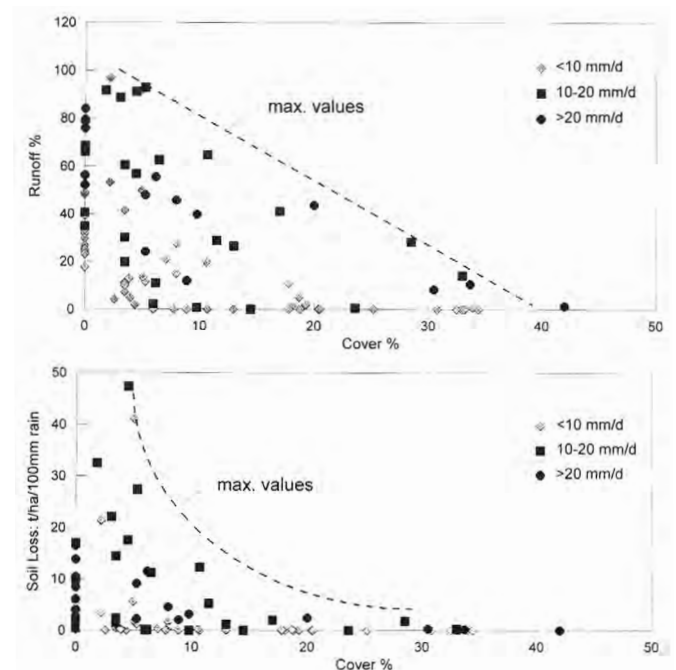 120
100
80
60
40
20
0
Runoff %
max. values
<10 mm/d
10-20 mm/d
>20 mm/d
0 10 20 30 40 50
Cover %
50
40
30
20
10
0
Soil Loss: t/ha/100mm rain
max. values
<10 mm/d
10-20 mm/d
>20 mm/d
0 10 20 30 40 50
Cover %